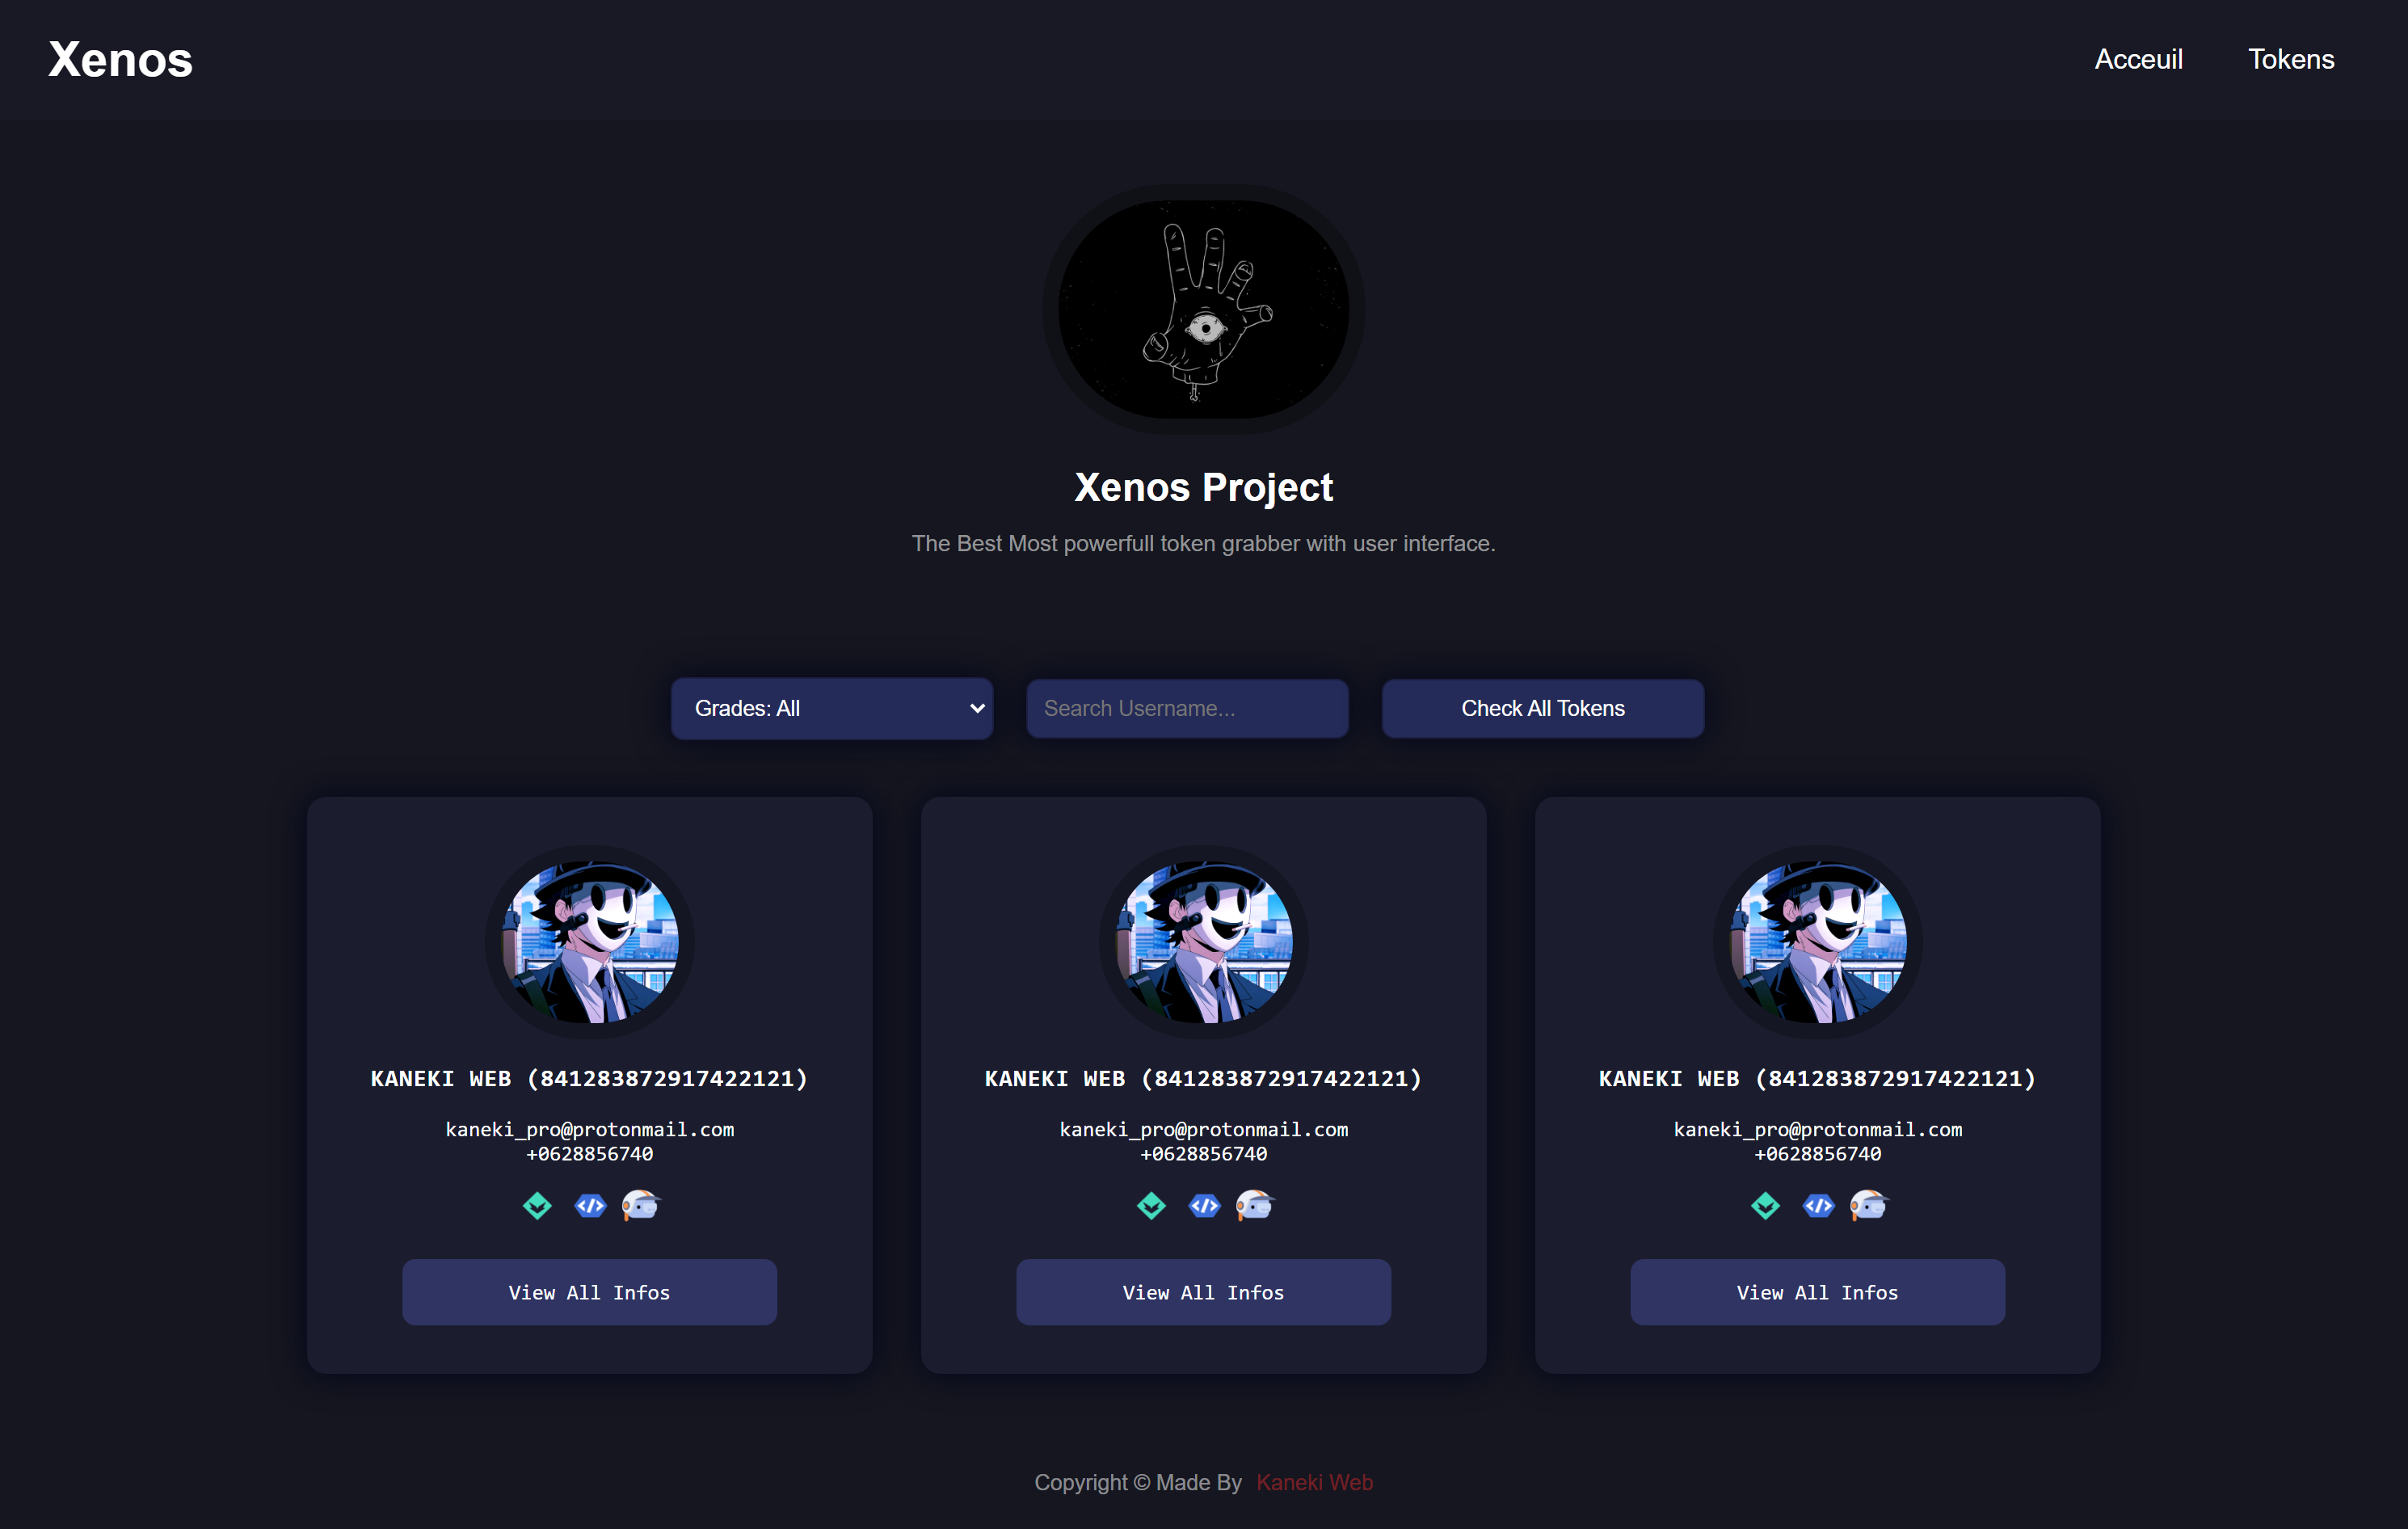 Xenos
Acceuil Tokens
Xenos Project
The Best Most powerfull token grabber with user interface.
Grades: All
Search Username...
Check All Tokens
KANEKI WEB (841283872917422121)
kaneki_pro@protonmail.com
+0628856740
View All Infos
KANEKI WEB (841283872917422121)
kaneki_pro@protonmail.com
+0628856740
View All Infos
KANEKI WEB (841283872917422121)
kaneki_pro@protonmail.com
+0628856740
View All Infos
Copyright © Made By Kaneki Web